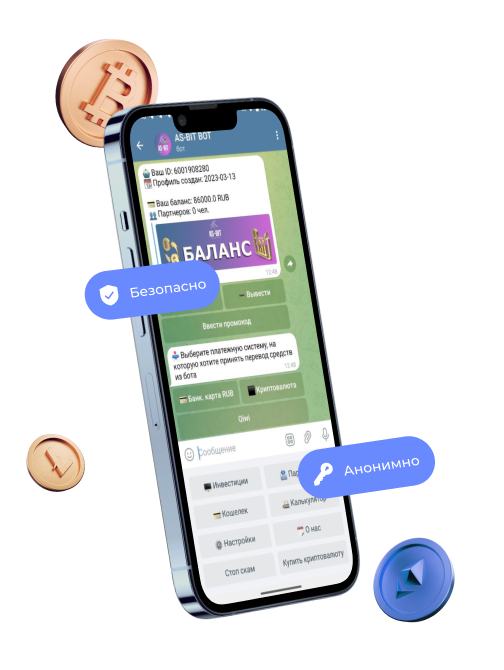 AS-BIT BOT
бот
Ваш ID: 6001908280
Профиль создан: 2023-03-13
Ваш баланс: 86000.0 RUB
Партнеров: 0 чел.
AS-BIT
БАЛАНС
12:48
Безопасно
Вывести
Ввести промокод
Выберите платежную систему, на
которую хотите принять перевод средств
из бота
12:48
Банк. карта RUB
Криптовалюта
Qiwi
Сообщение
Анонимно
Инвестиции
Кошелек
Калькулятор
Настройки
О нас
Стоп скам
Купить криптовалюту